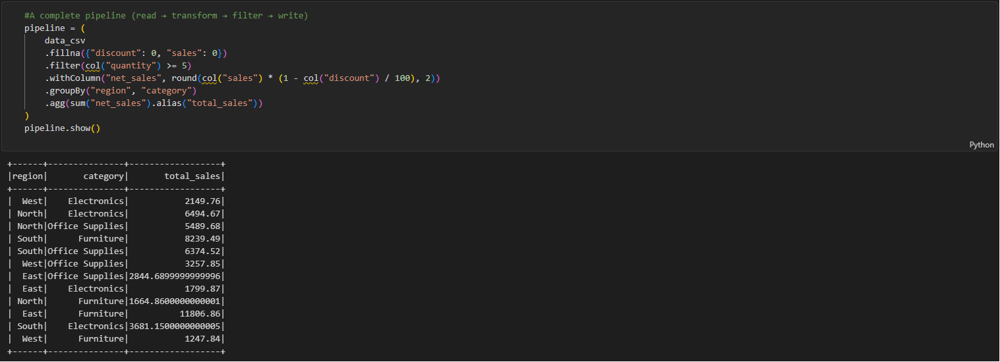 #A complete pipeline (read → transform → filter → write)
pipeline = (
    data_csv
    .fillna({"discount": 0, "sales": 0})
    .filter(col("quantity") >= 5)
    .withColumn("net_sales", round(col("sales") * (1 - col("discount") / 100), 2))
    .groupBy("region", "category")
    .agg(sum("net_sales").alias("total_sales"))
)
pipeline.show()
Python
+------+---------------+------------------+
|region|       category|       total_sales|
+------+---------------+------------------+
|  West|    Electronics|           2149.76|
| North|    Electronics|           6494.67|
| North|Office Supplies|           5489.68|
| South|      Furniture|           8239.49|
| South|Office Supplies|           6374.52|
|  West|Office Supplies|           3257.85|
|  East|Office Supplies|2844.6899999999996|
|  East|    Electronics|           1799.87|
| North|      Furniture|1664.8600000000001|
|  East|      Furniture|          11806.86|
| South|    Electronics|3681.1500000000005|
|  West|      Furniture|           1247.84|
+------+---------------+------------------+